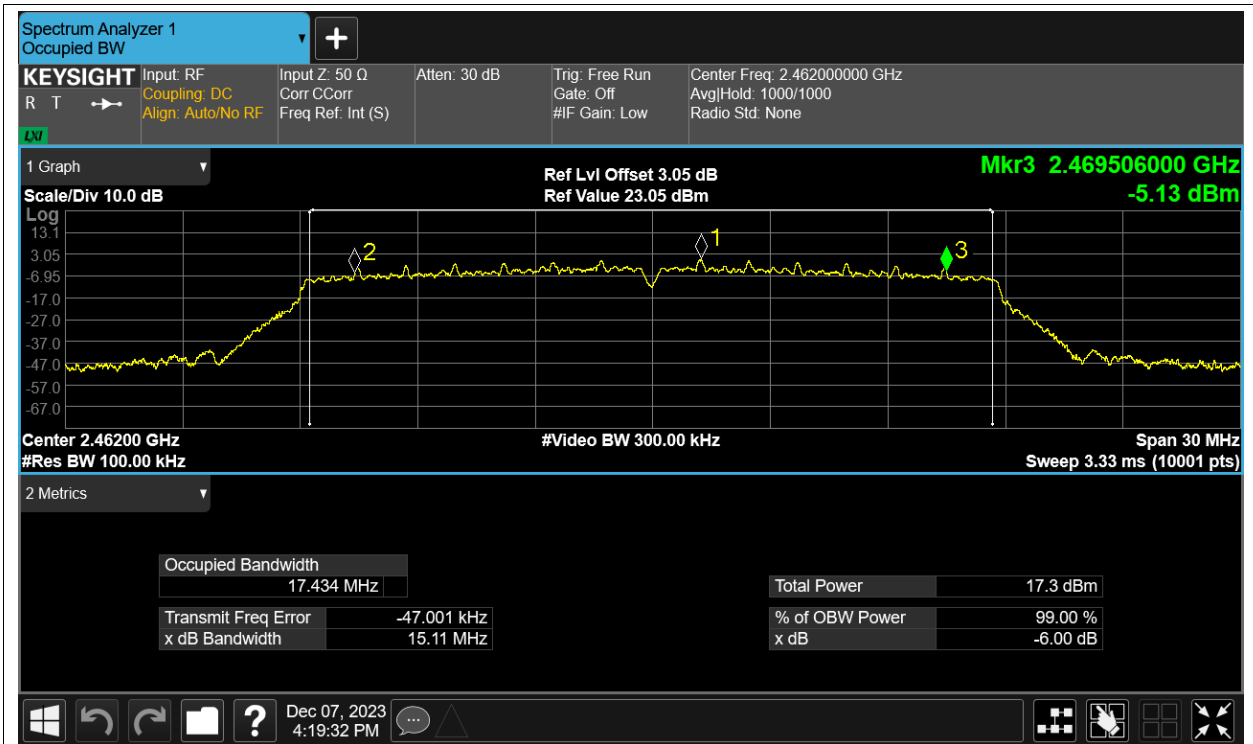 Spectrum Analyzer 1
Occupied BW
KEYSIGHT
R T
LXI
Input: RF
Coupling: DC
Align: Auto/No RF
Input Z: 50 Ω
Corr CCorr
Freq Ref: Int (S)
Atten: 30 dB
Trig: Free Run
Gate: Off
#IF Gain: Low
Center Freq: 2.462000000 GHz
Avg|Hold: 1000/1000
Radio Std: None
1 Graph
Scale/Div 10.0 dB
Ref Lvl Offset 3.05 dB
Ref Value 23.05 dBm
Mkr3 2.469506000 GHz
-5.13 dBm
Log
13.1
3.05
-6.95
-17.0
-27.0
-37.0
-47.0
-57.0
-67.0
2
1
3
Center 2.46200 GHz
#Video BW 300.00 kHz
Span 30 MHz
#Res BW 100.00 kHz
Sweep 3.33 ms (10001 pts)
2 Metrics
Occupied Bandwidth
17.434 MHz
Transmit Freq Error -47.001 kHz
x dB Bandwidth 15.11 MHz
Total Power 17.3 dBm
% of OBW Power 99.00 %
x dB -6.00 dB
?
Dec 07, 2023
4:19:32 PM